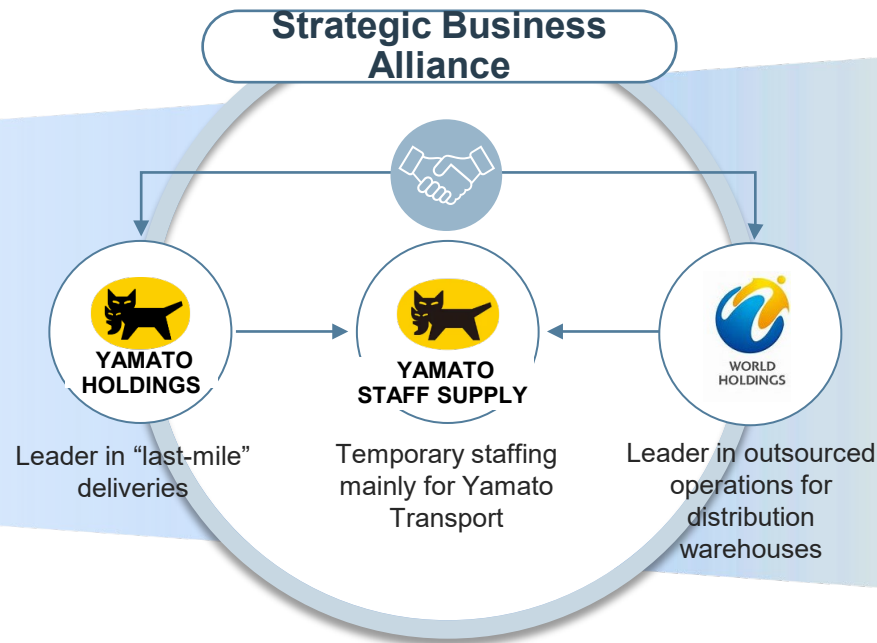 Strategic Business
Alliance
YAMATO
HOLDINGS
YAMATO
STAFF SUPPLY
WORLD
HOLDINGS
Leader in “last-mile”
deliveries
Temporary staffing
mainly for Yamato
Transport
Leader in outsourced
operations for
distribution
warehouses